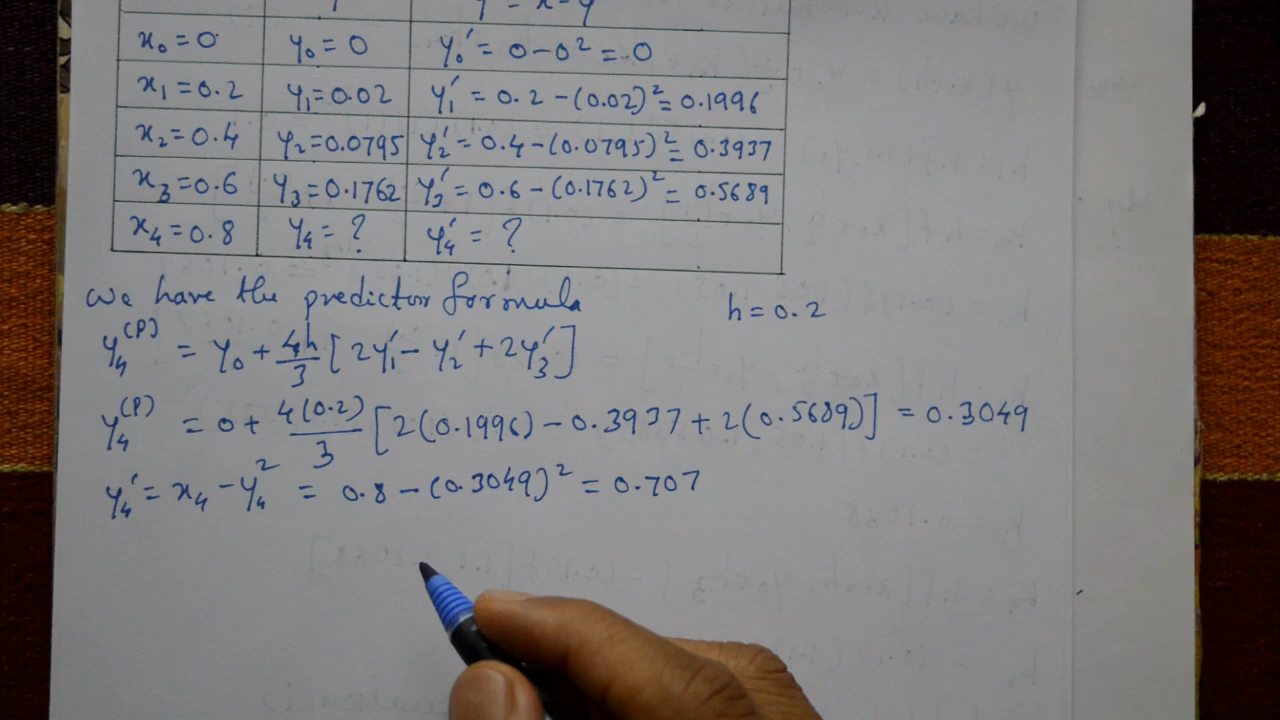 y' = x-y
x₀=0 y₀=0 y₀' = 0-0² = 0
x₁=0.2 y₁=0.02 y₁' = 0.2-(0.02)² = 0.1996
x₂=0.4 y₂=0.0795 y₂' = 0.4-(0.0795)² = 0.3937
x₃=0.6 y₃=0.1762 y₃' = 0.6-(0.1762)² = 0.5689
x₄=0.8 y₄=? y₄' = ?
We have the predictor formula h=0.2
y₄^(P) = y₀ + 4h/3 [2y₁' - y₂' + 2y₃']
y₄^(P) = 0 + 4(0.2)/3 [2(0.1996) - 0.3937 + 2(0.5689)] = 0.3049
y₄' = x₄ - y₄² = 0.8 - (0.3049)² = 0.707